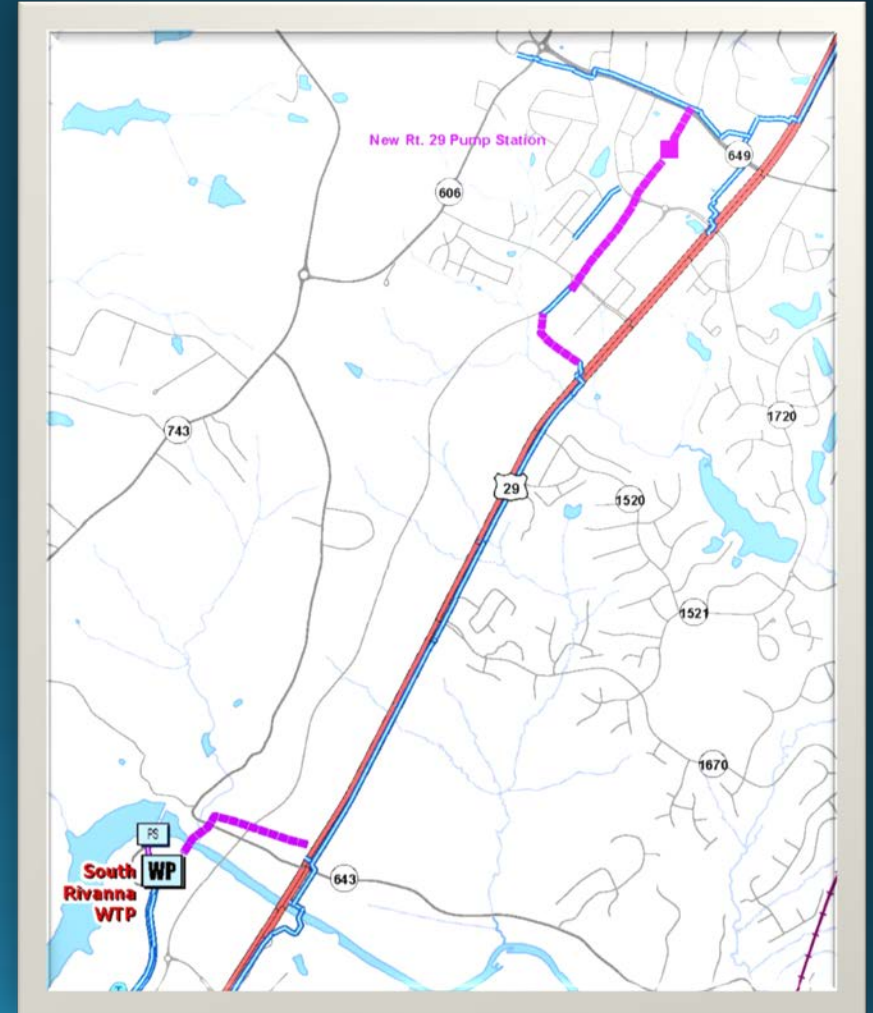 New Rt. 29 Pump Station
649
606
743
1720
29
1520
1521
1670
PS
South
Rivanna
WTP
WP
643
T